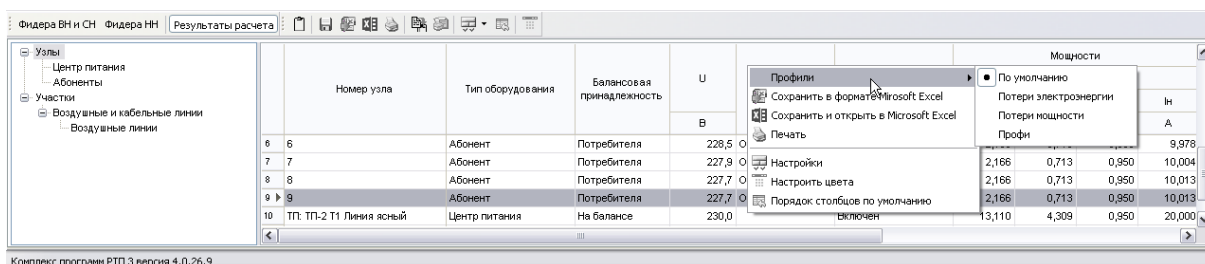 Фидера ВН и СН Фидера НН Результаты расчета
Узлы
Центр питания
Абоненты
Участки
Воздушные и кабельные линии
Воздушные линии
Номер узла Тип оборудования Балансовая принадлежность U Мощности
Iн
В А
6 6 Абонент Потребителя 228,5 9,978
7 7 Абонент Потребителя 227,9 О 2,166 0,713 0,950 10,004
8 8 Абонент Потребителя 227,7 О 2,166 0,713 0,950 10,013
9 9 Абонент Потребителя 227,7 О 2,166 0,713 0,950 10,013
10 ТП: ТП-2 Т1 Линия ясный Центр питания На балансе 230,0 Включен 13,110 4,309 0,950 20,000
Профили
Сохранить в формате Mirosoft Excel
Сохранить и открыть в Microsoft Excel
Печать
Настройки
Настроить цвета
Порядок столбцов по умолчанию
По умолчанию
Потери электроэнергии
Потери мощности
Профи
Комплекс программ РТП 3 версия 4.0.26.9